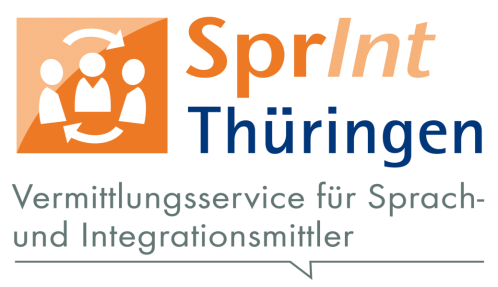 SprInt
Thüringen
Vermittlungsservice für Sprach-
und Integrationsmittler